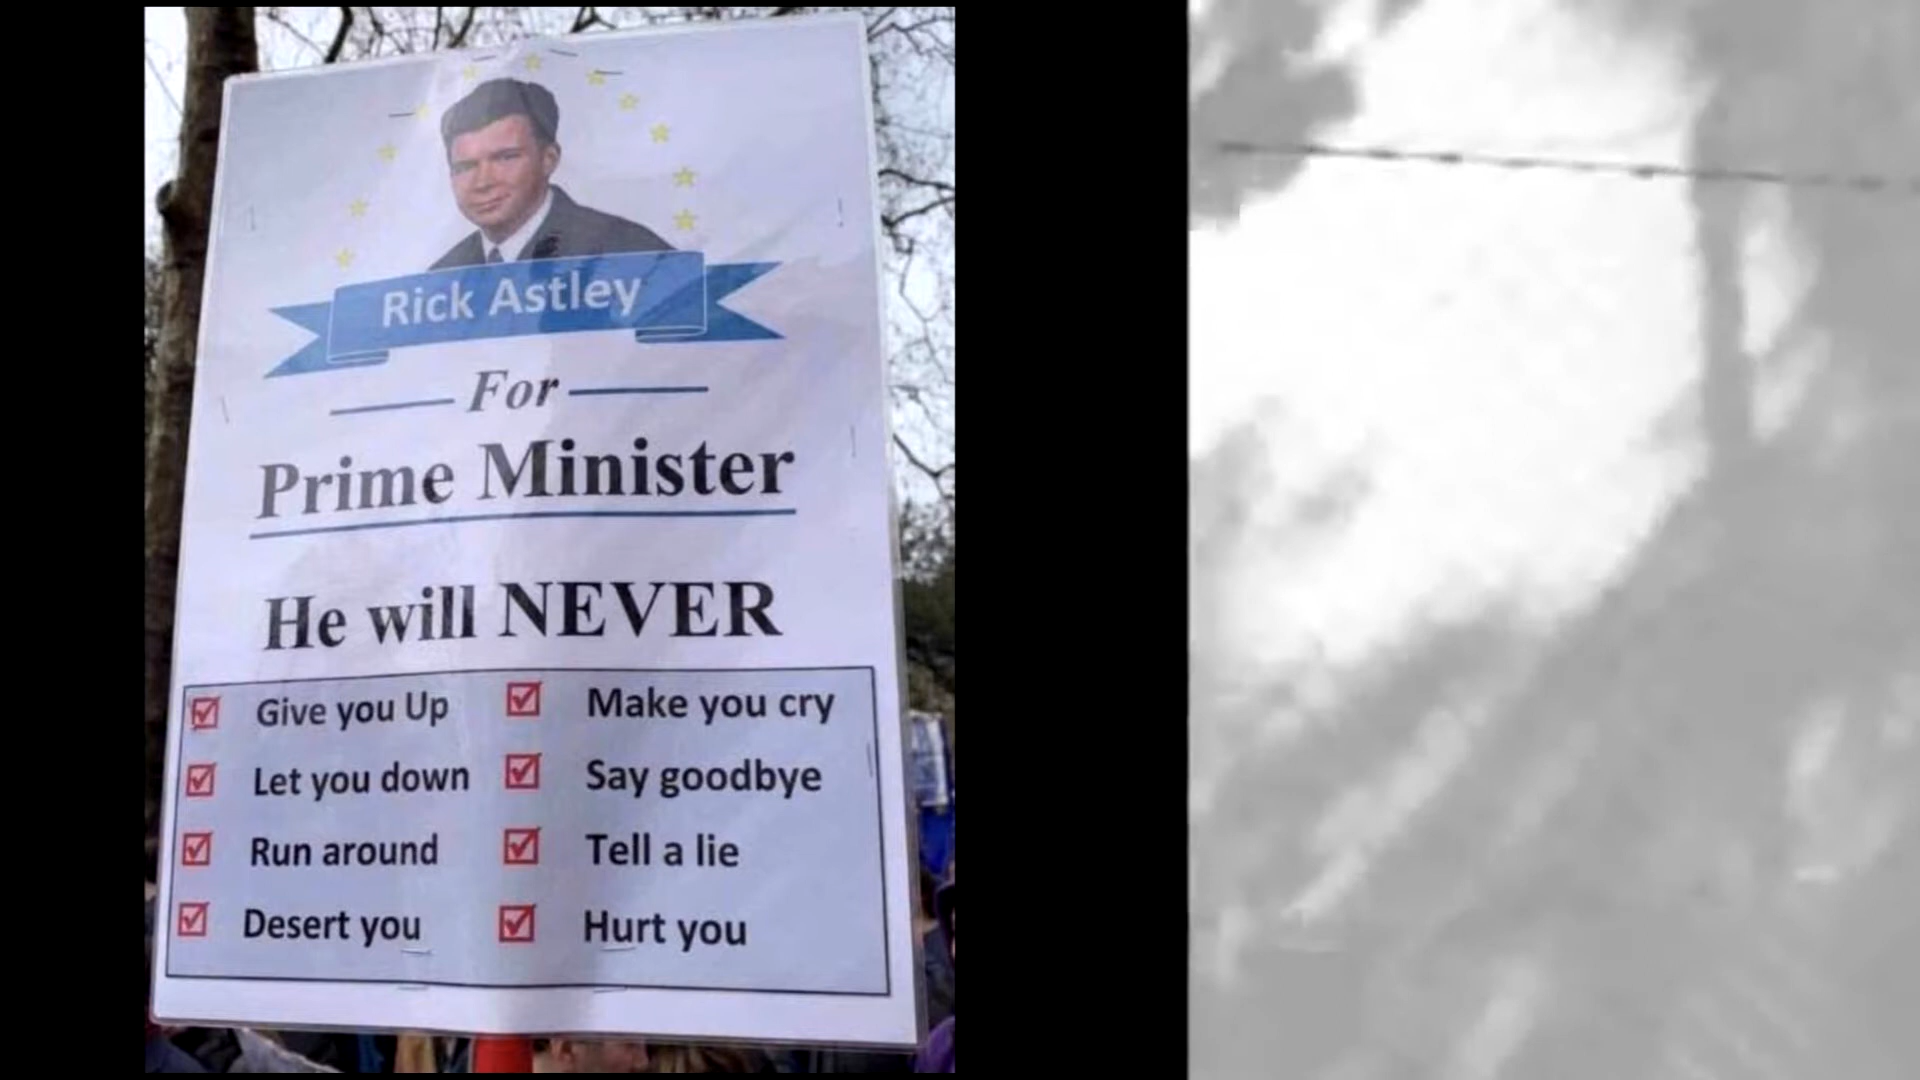 Rick Astley
For
Prime Minister
He will NEVER
Give you Up
Make you cry
Let you down
Say goodbye
Run around
Tell a lie
Desert you
Hurt you